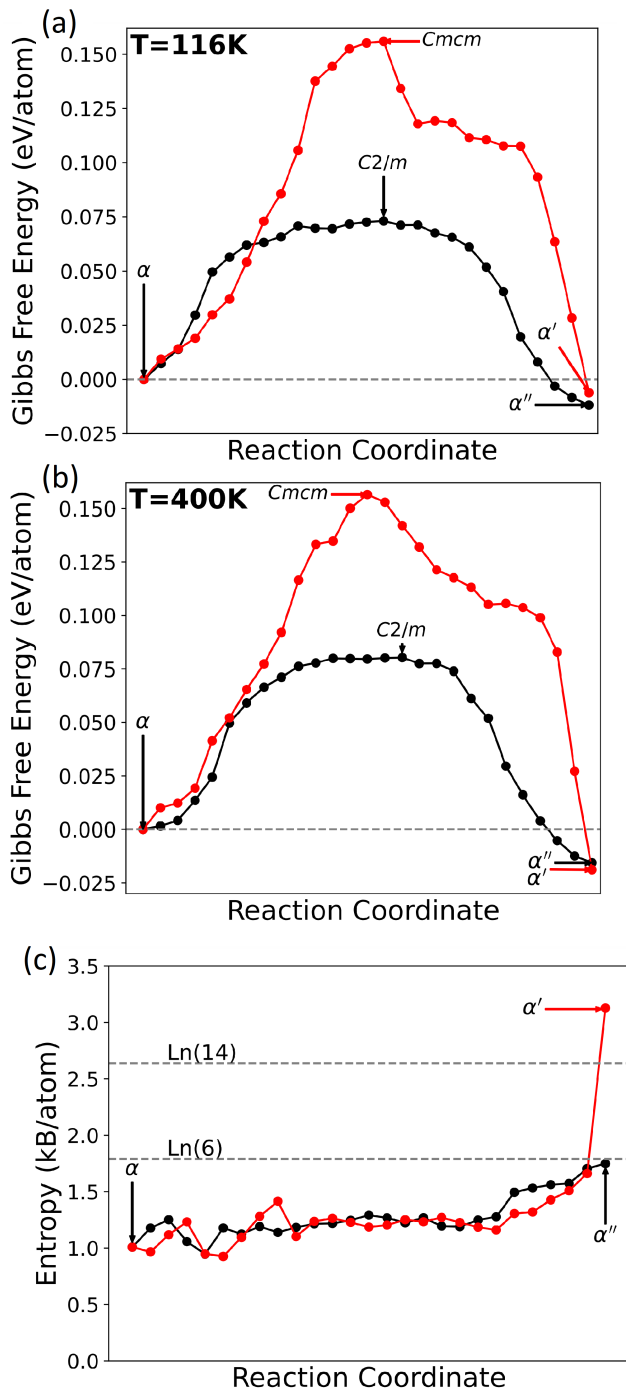 (a)
T=116K
Gibbs Free Energy (eV/atom)
0.150
0.125
0.100
0.075
0.050
0.025
0.000
−0.025
Cmcm
C2/m
α
α′
α″
Reaction Coordinate
(b)
T=400K
Gibbs Free Energy (eV/atom)
0.150
0.125
0.100
0.075
0.050
0.025
0.000
−0.025
Cmcm
C2/m
α
α″
α′
Reaction Coordinate
(c)
Entropy (kB/atom)
3.5
3.0
2.5
2.0
1.5
1.0
0.5
0.0
α′
Ln(14)
Ln(6)
α
α″
Reaction Coordinate